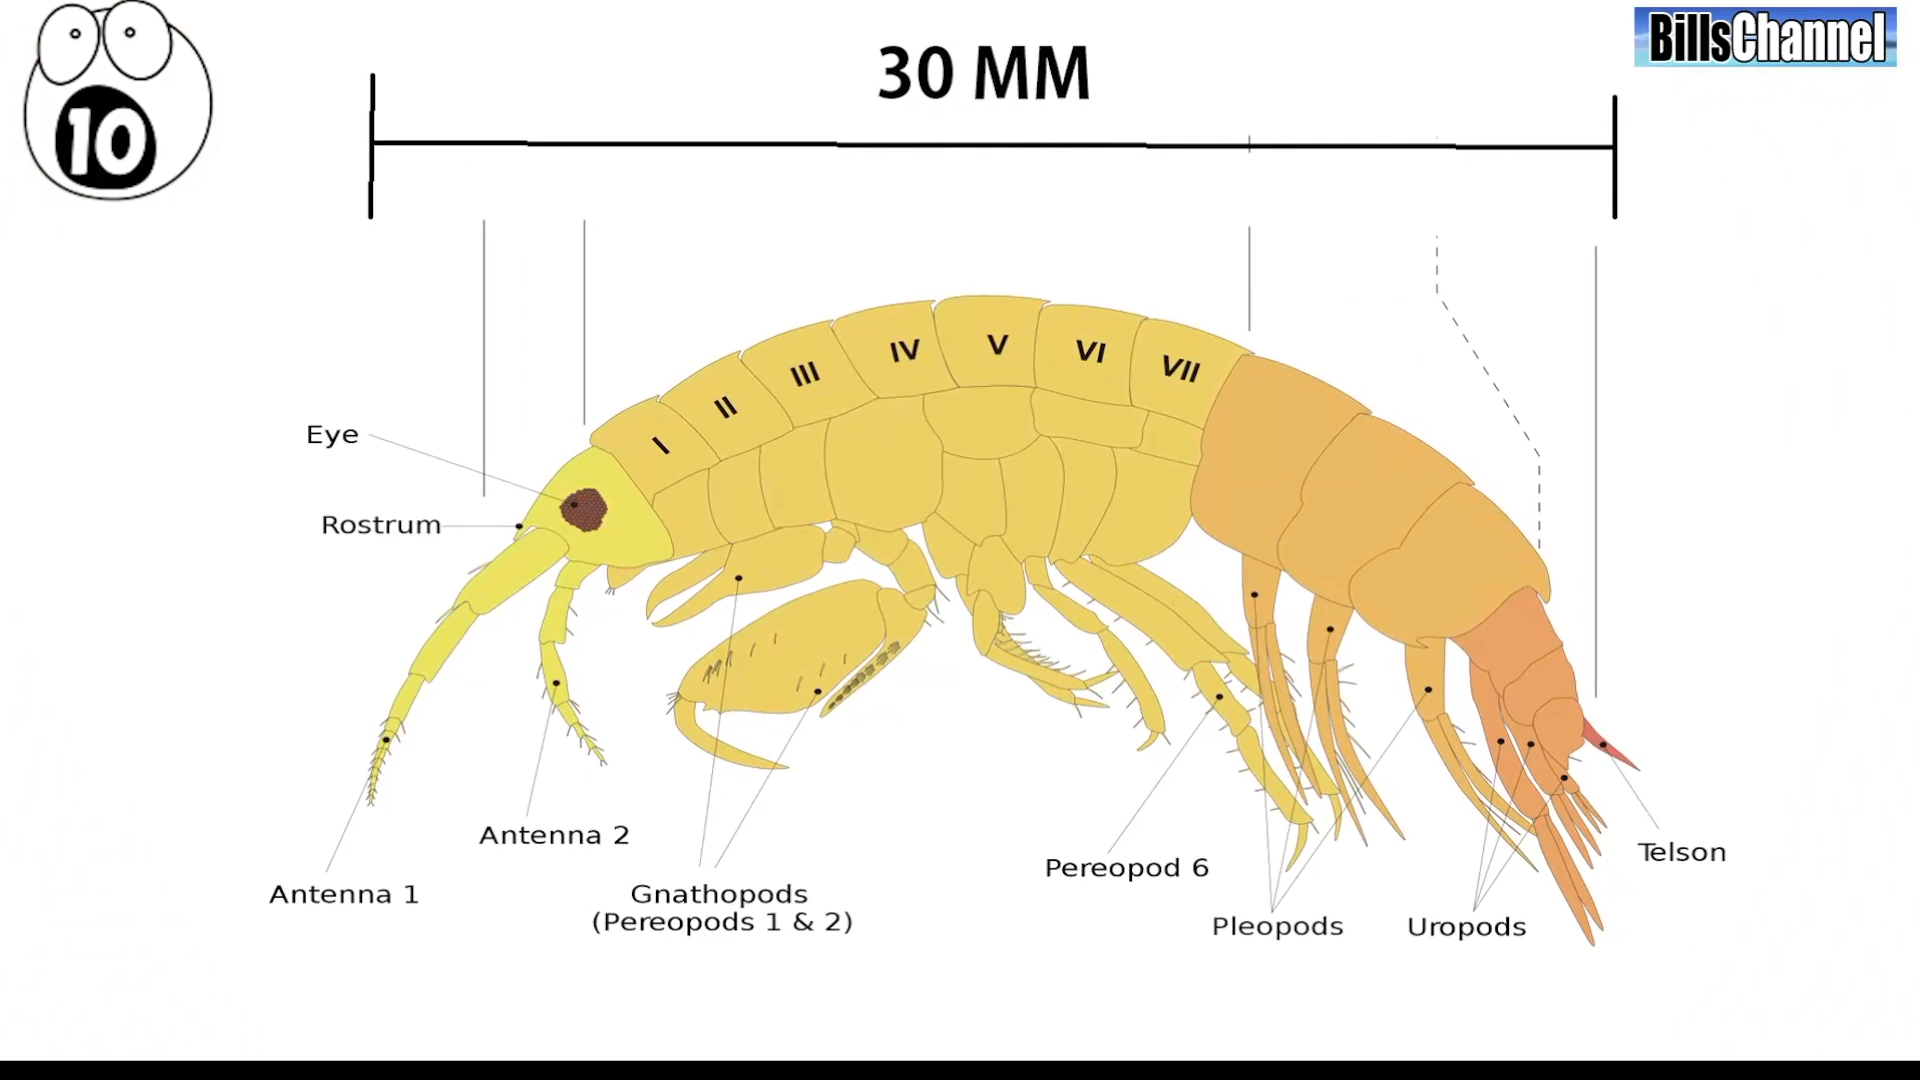 10
30 MM
BillsChannel
I
II
III
IV
V
VI
VII
Eye
Rostrum
Antenna 1
Antenna 2
Gnathopods
(Pereopods 1 & 2)
Pereopod 6
Pleopods
Uropods
Telson